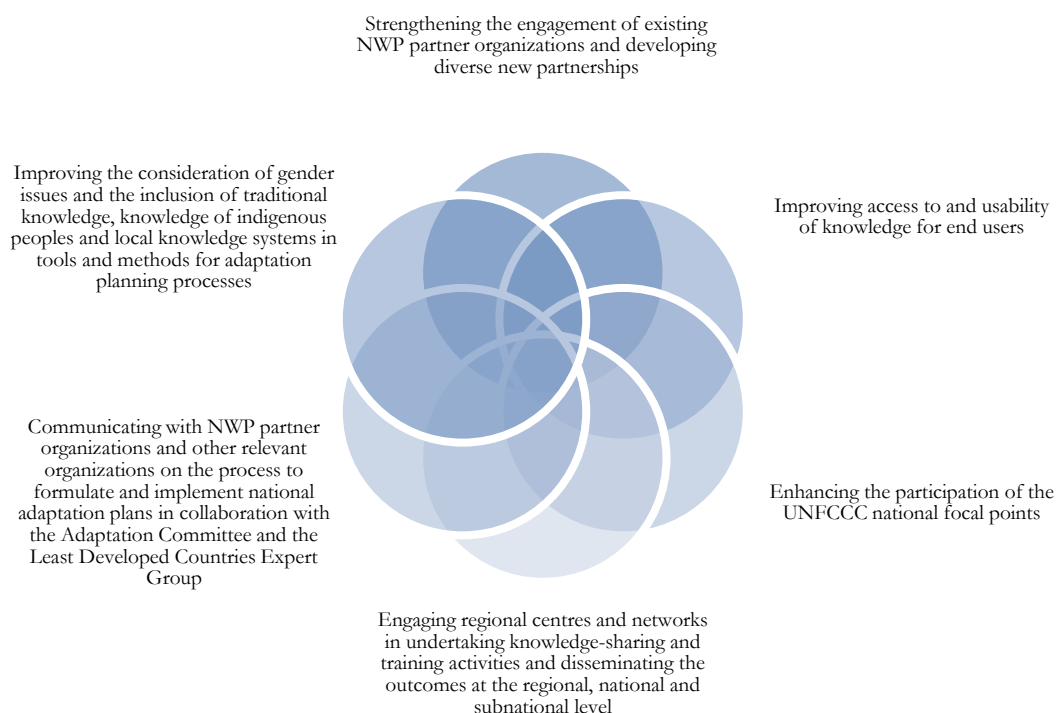 Strengthening the engagement of existing
NWP partner organizations and developing
diverse new partnerships
Improving the consideration of gender
issues and the inclusion of traditional
knowledge, knowledge of indigenous
peoples and local knowledge systems in
tools and methods for adaptation
planning processes
Improving access to and usability
of knowledge for end users
Communicating with NWP partner
organizations and other relevant
organizations on the process to
formulate and implement national
adaptation plans in collaboration with
the Adaptation Committee and the
Least Developed Countries Expert
Group
Enhancing the participation of the
UNFCCC national focal points
Engaging regional centres and networks
in undertaking knowledge-sharing and
training activities and disseminating the
outcomes at the regional, national and
subnational level